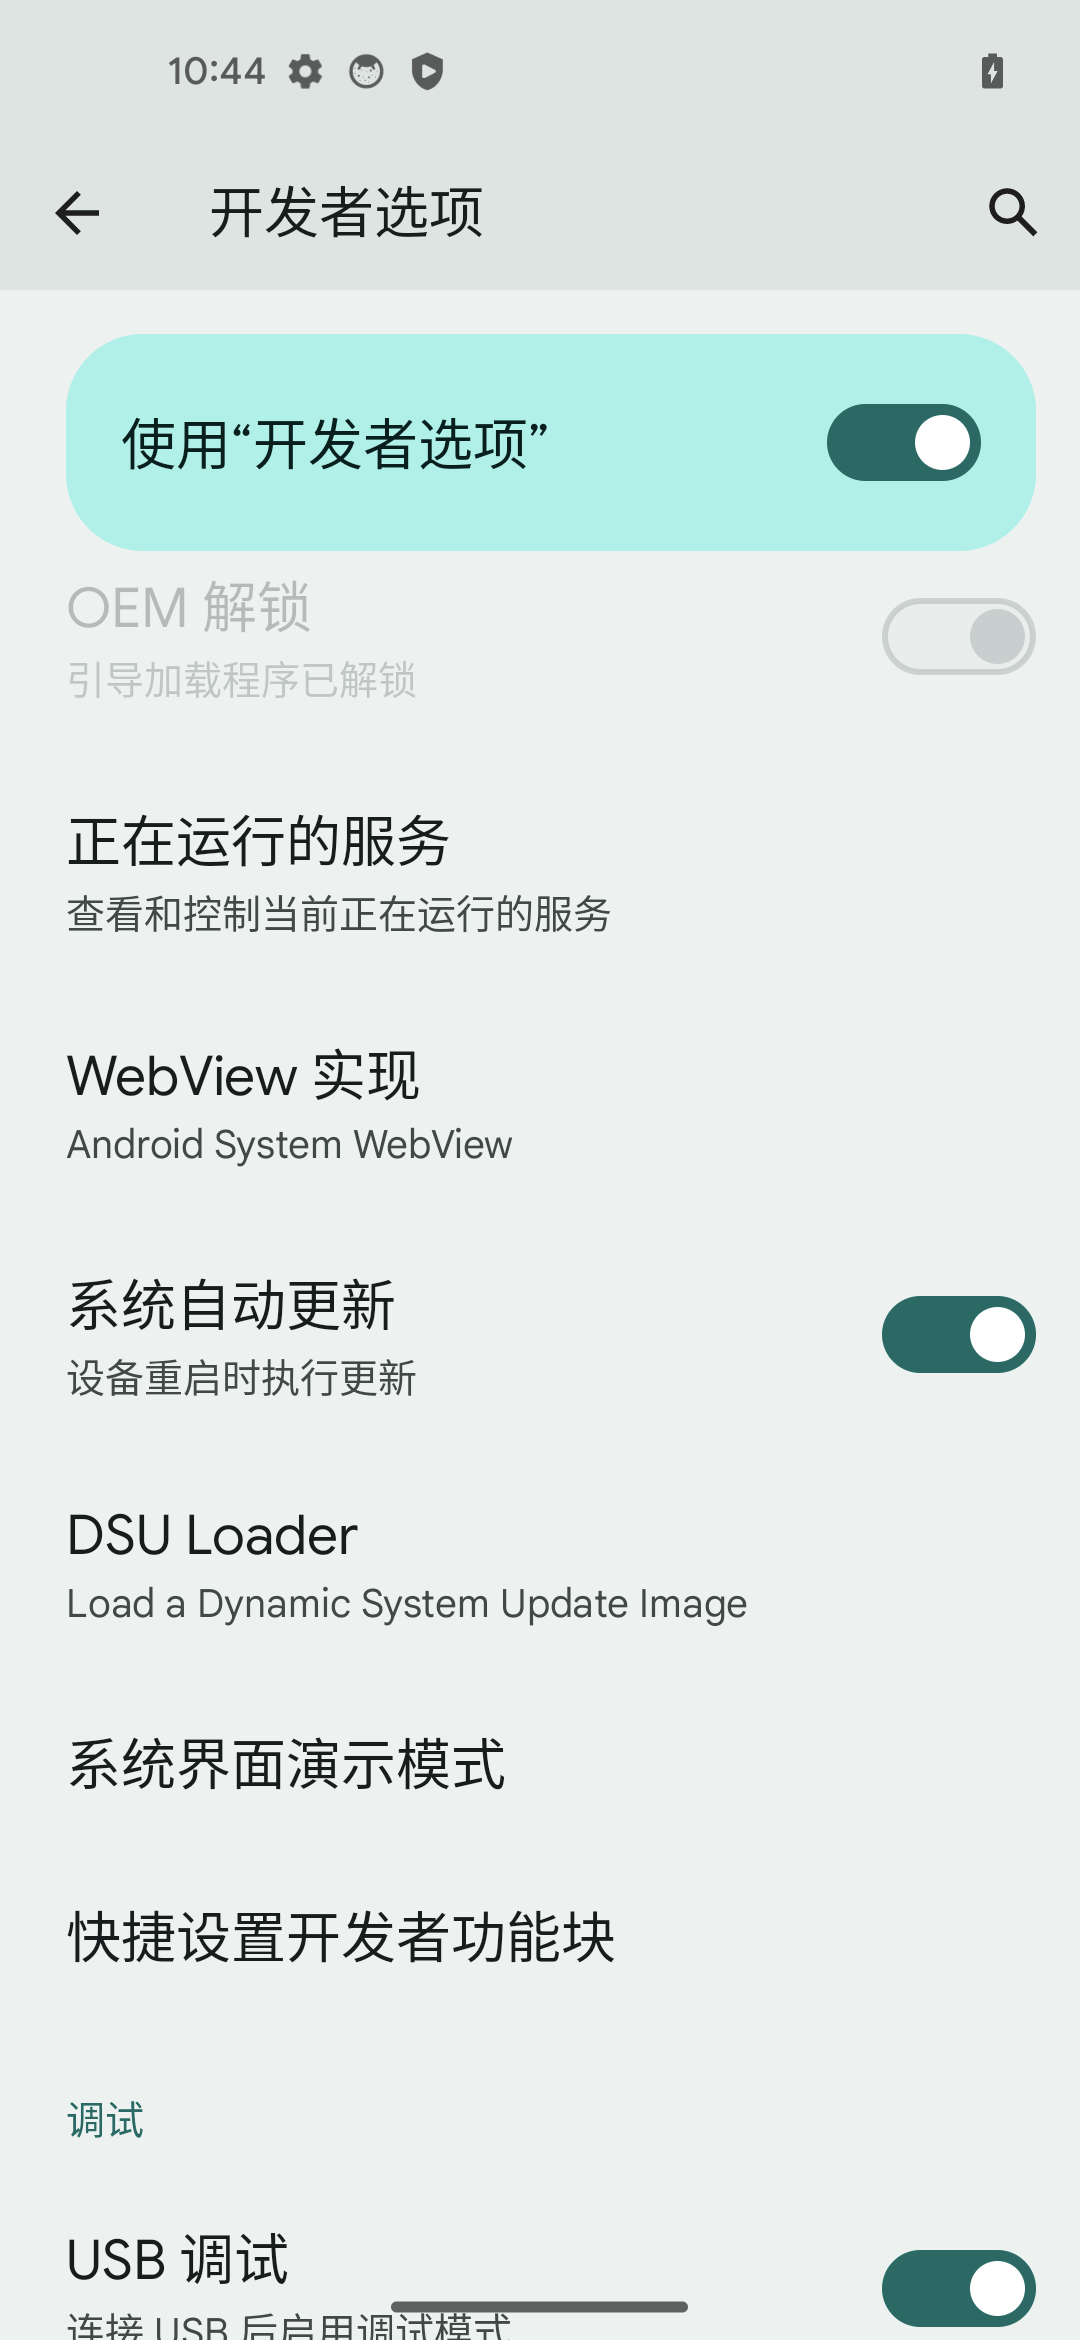 10:44
开发者选项
使用“开发者选项”
OEM 解锁
引导加载程序已解锁
正在运行的服务
查看和控制当前正在运行的服务
WebView 实现
Android System WebView
系统自动更新
设备重启时执行更新
DSU Loader
Load a Dynamic System Update Image
系统界面演示模式
快捷设置开发者功能块
调试
USB 调试
连接 USB 后启用调试模式